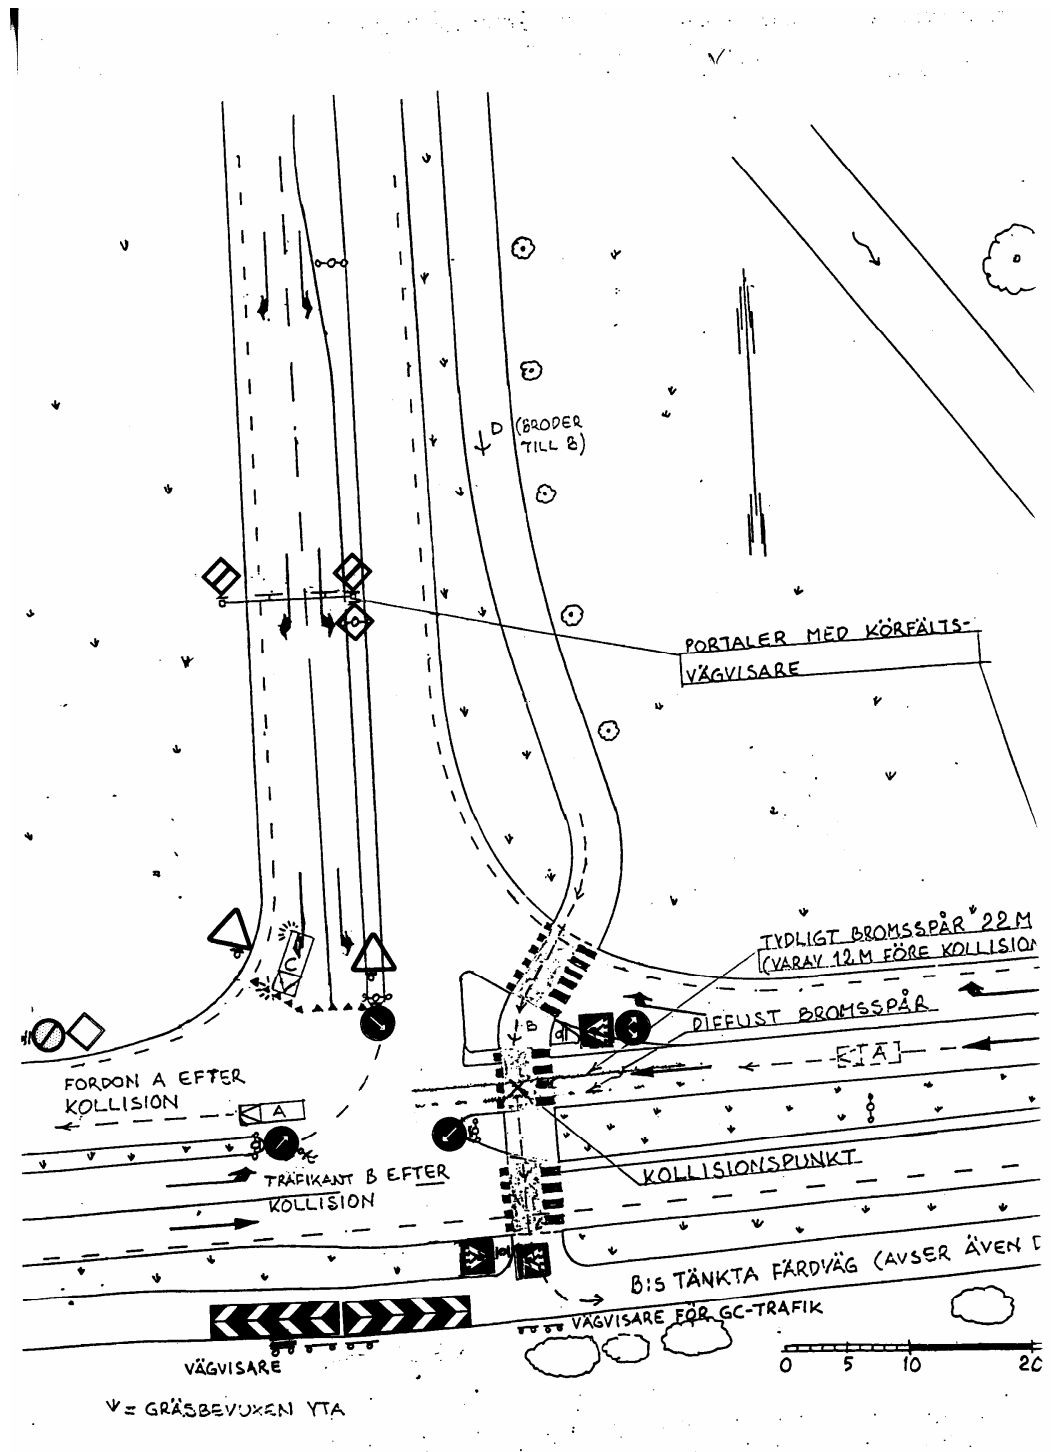 D (BRODER
TILL B)
PORTALER MED KÖRFÄLTS-
VÄGVISARE
TYDLIGT BROMSSPÅR 22 M
(VARAV 12 M FÖRE KOLLISION
C
B
DIFFUST BROMSSPÅR
A
FORDON A EFTER
KOLLISION
A
KOLLISIONSPUNKT
TRAFIKANT B EFTER
KOLLISION
B:S TÄNKTA FÄRDVÄG (AVSER ÄVEN D
VÄGVISARE FÖR GC-TRAFIK
VÄGVISARE
0 5 10 20
= GRÄSBEVUXEN YTA